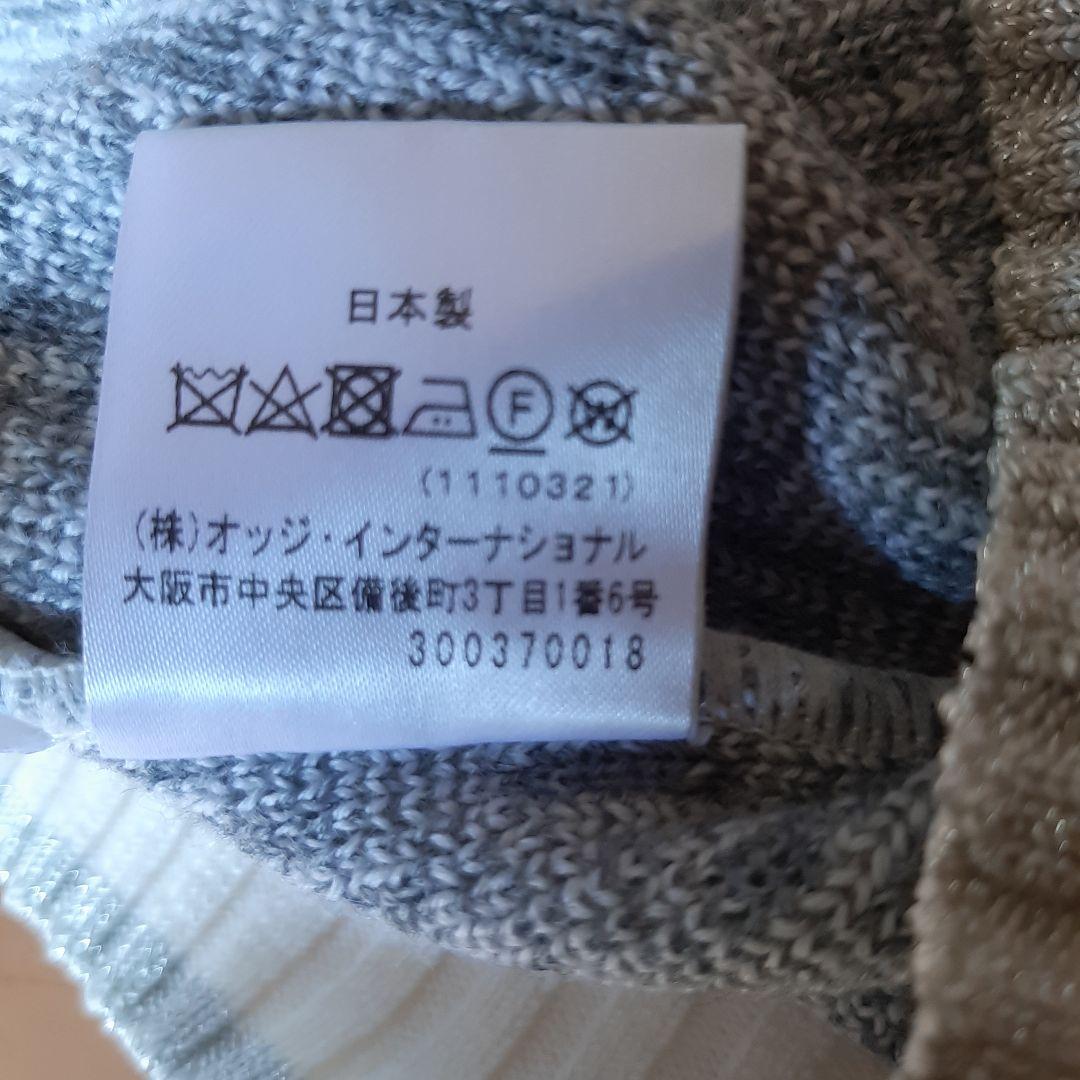 日本製
F W
(1110321)
(株)オッジ・インターナショナル
大阪市中央区備後町3丁目1番6号
300370018